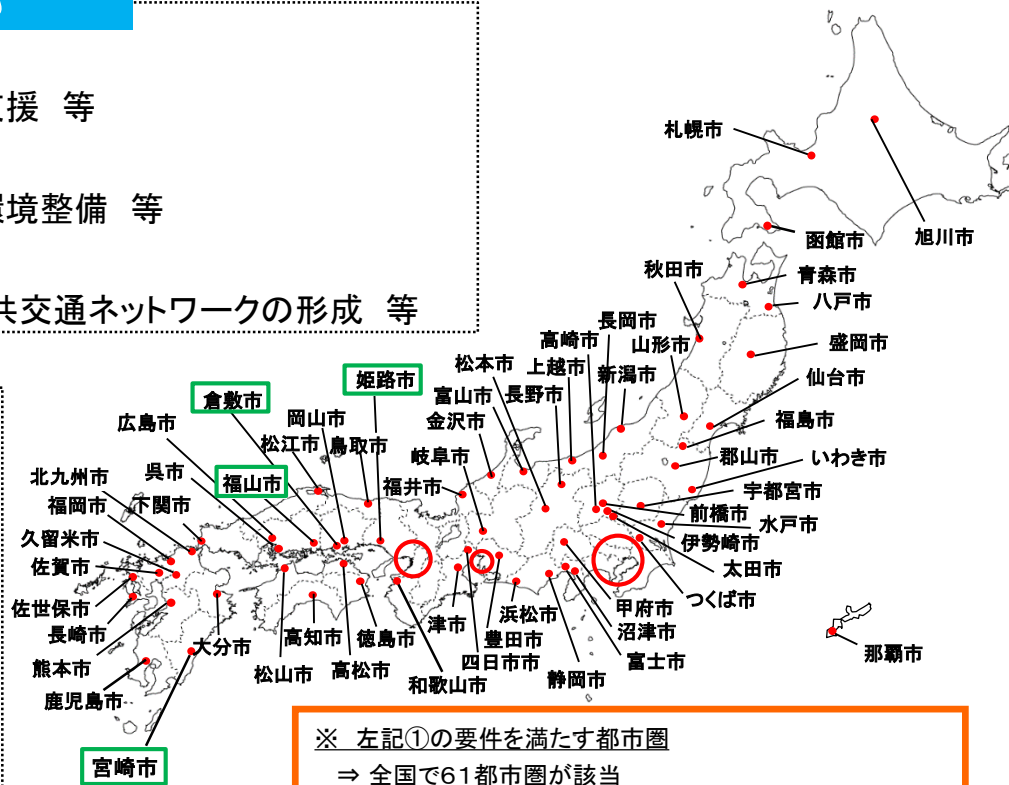 支援 等
環境整備 等
共交通ネットワークの形成 等
札幌市
旭川市
函館市
秋田市
青森市
八戸市
長岡市
高崎市
山形市
盛岡市
松本市
上越市
新潟市
仙台市
姫路市
富山市
長野市
倉敷市
岡山市
金沢市
福島市
広島市
松江市
鳥取市
岐阜市
郡山市
いわき市
北九州市
呉市
福山市
福井市
宇都宮市
福岡市
下関市
前橋市
水戸市
久留米市
伊勢崎市
佐賀市
太田市
つくば市
佐世保市
浜松市
甲府市
長崎市
大分市
高知市
徳島市
津市
豊田市
沼津市
那覇市
熊本市
松山市
高松市
四日市市
富士市
鹿児島市
和歌山市
静岡市
宮崎市
※ 左記①の要件を満たす都市圏
⇒ 全国で61都市圏が該当